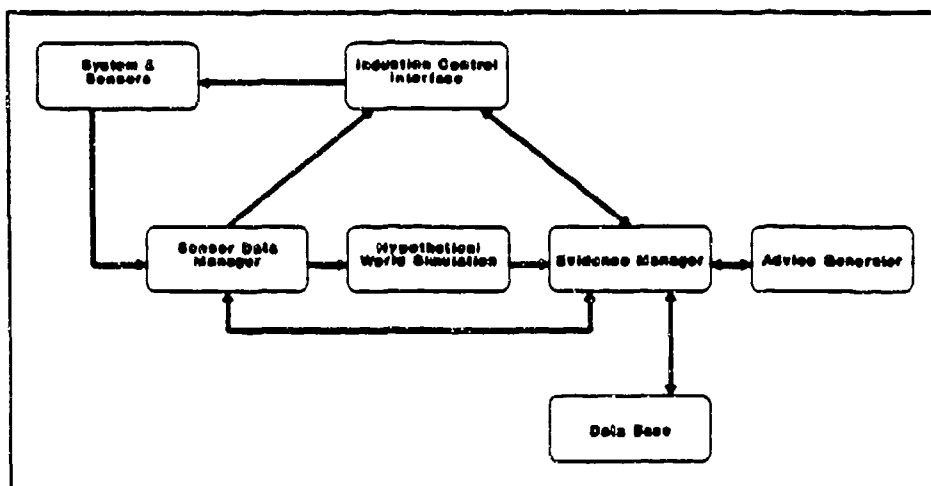 System &
Sensors
Induction Control
Interface
Sensor Data
Manager
Hypothetical
World Simulation
Evidence Manager
Advice Generator
Data Base